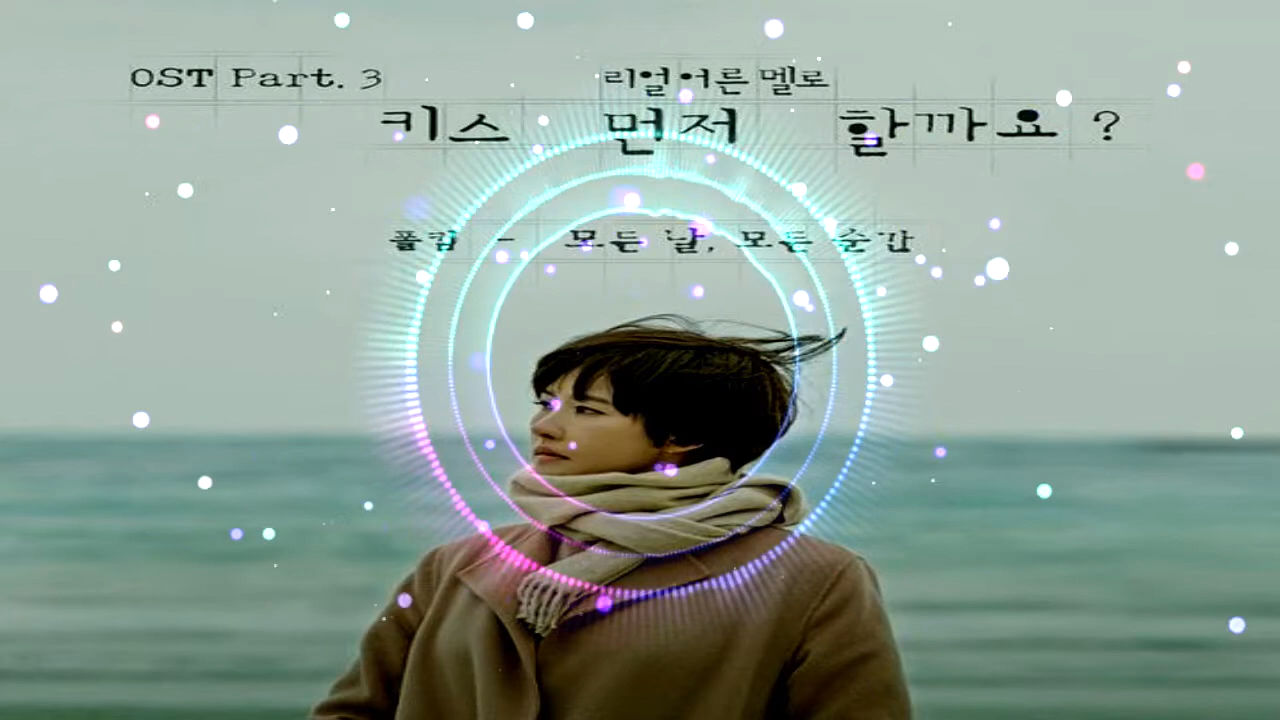 OST Part. 3 리얼어른 멜로
키스 먼저 할까요 ?
폴킴 - 모든 날, 모든 순간